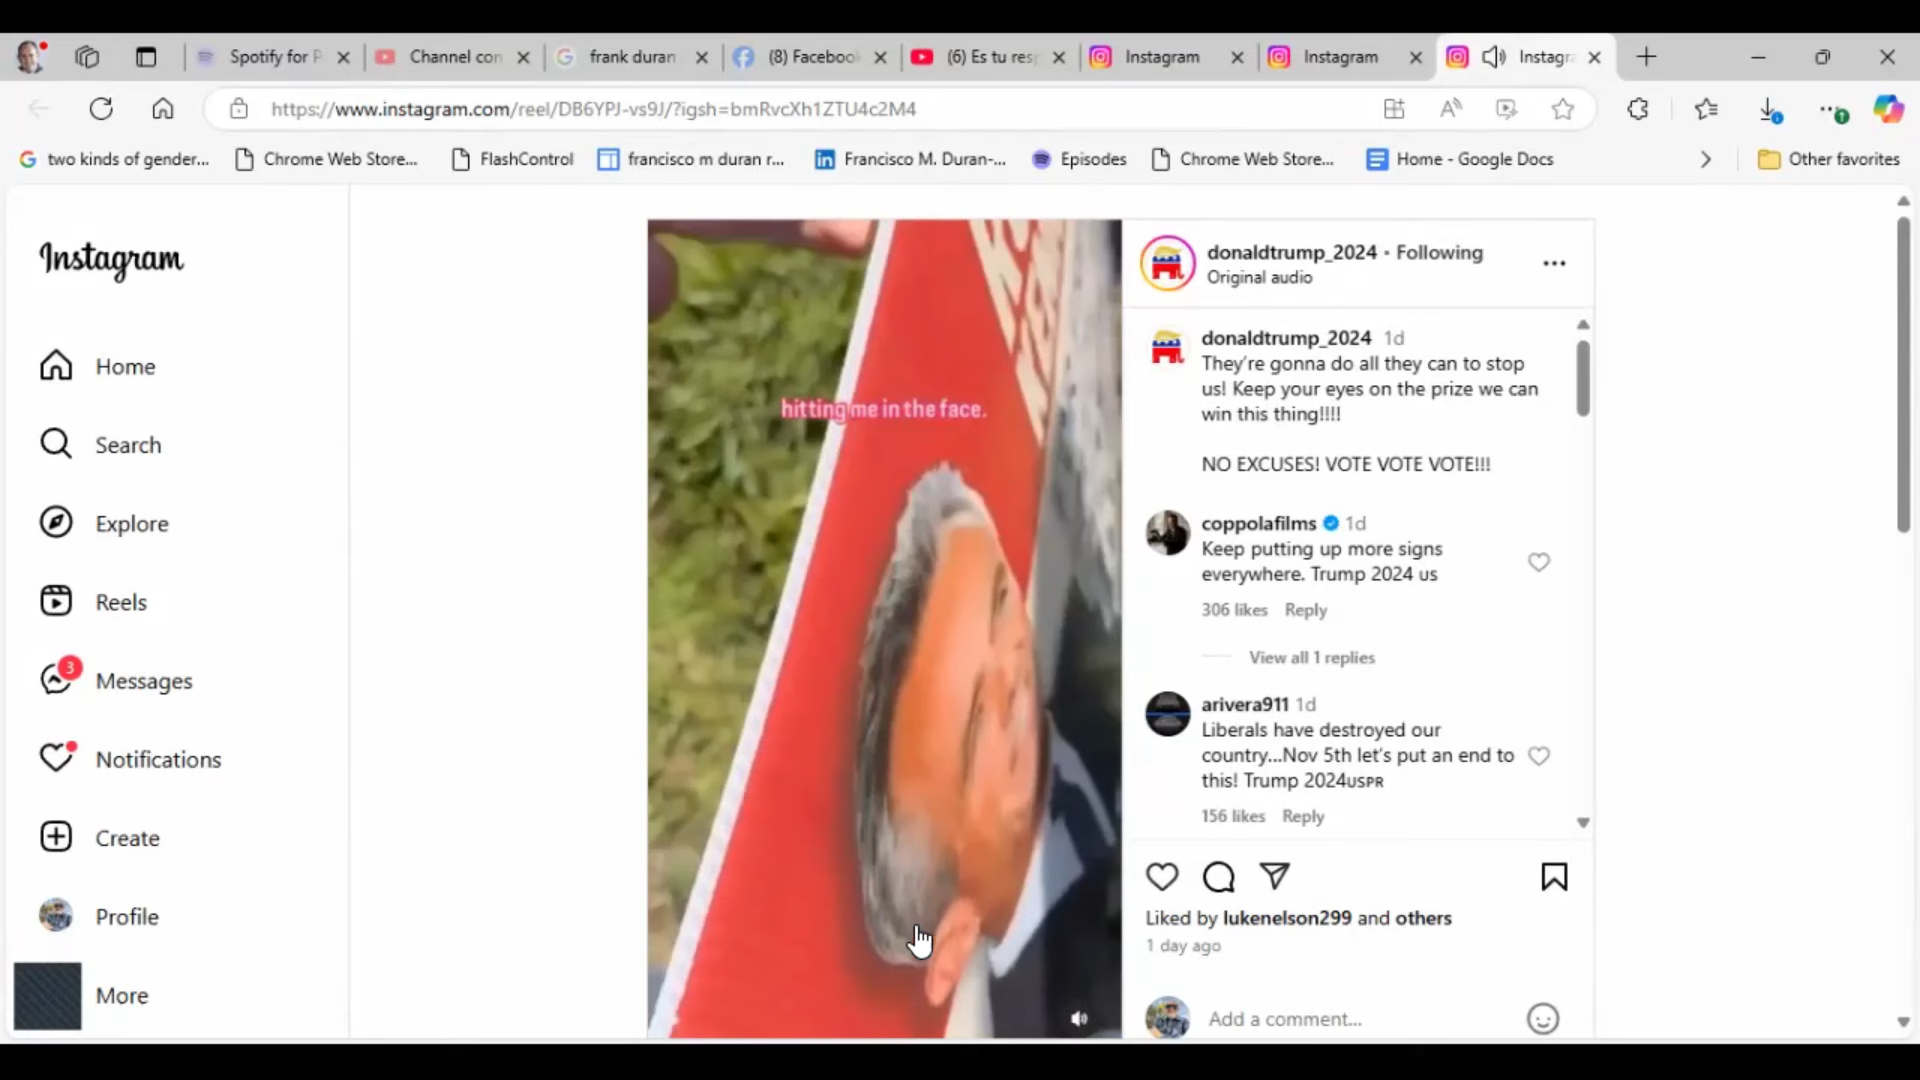 Spotify for P
Channel con
frank duran
(8) Facebook
(6) Es tu resp
Instagram
Instagram
Instagr
https://www.instagram.com/reel/DB6YPJ-vs9J/?igsh=bmRvcXh1ZTU4c2M4
two kinds of gender...
Chrome Web Store...
FlashControl
francisco m duran r...
Francisco M. Duran-...
Episodes
Chrome Web Store...
Home - Google Docs
Other favorites
Instagram
Home
Search
Explore
Reels
3
Messages
Notifications
Create
Profile
More
hitting me in the face.
donaldtrump_2024 • Following
Original audio
donaldtrump_2024 1d
They're gonna do all they can to stop
us! Keep your eyes on the prize we can
win this thing!!!!
NO EXCUSES! VOTE VOTE VOTE!!!
coppolafilms 1d
Keep putting up more signs
everywhere. Trump 2024 us
306 likes Reply
View all 1 replies
arivera911 1d
Liberals have destroyed our
country...Nov 5th let's put an end to
this! Trump 2024USPR
156 likes Reply
Liked by lukenelson299 and others
1 day ago
Add a comment...